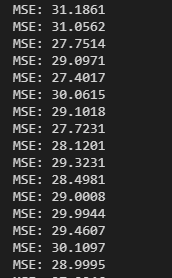 MSE: 31.1861
MSE: 31.0562
MSE: 27.7514
MSE: 29.0971
MSE: 27.4017
MSE: 30.0615
MSE: 29.1018
MSE: 27.7231
MSE: 28.1201
MSE: 29.3231
MSE: 28.4981
MSE: 29.0008
MSE: 29.9944
MSE: 29.4607
MSE: 30.1097
MSE: 28.9995